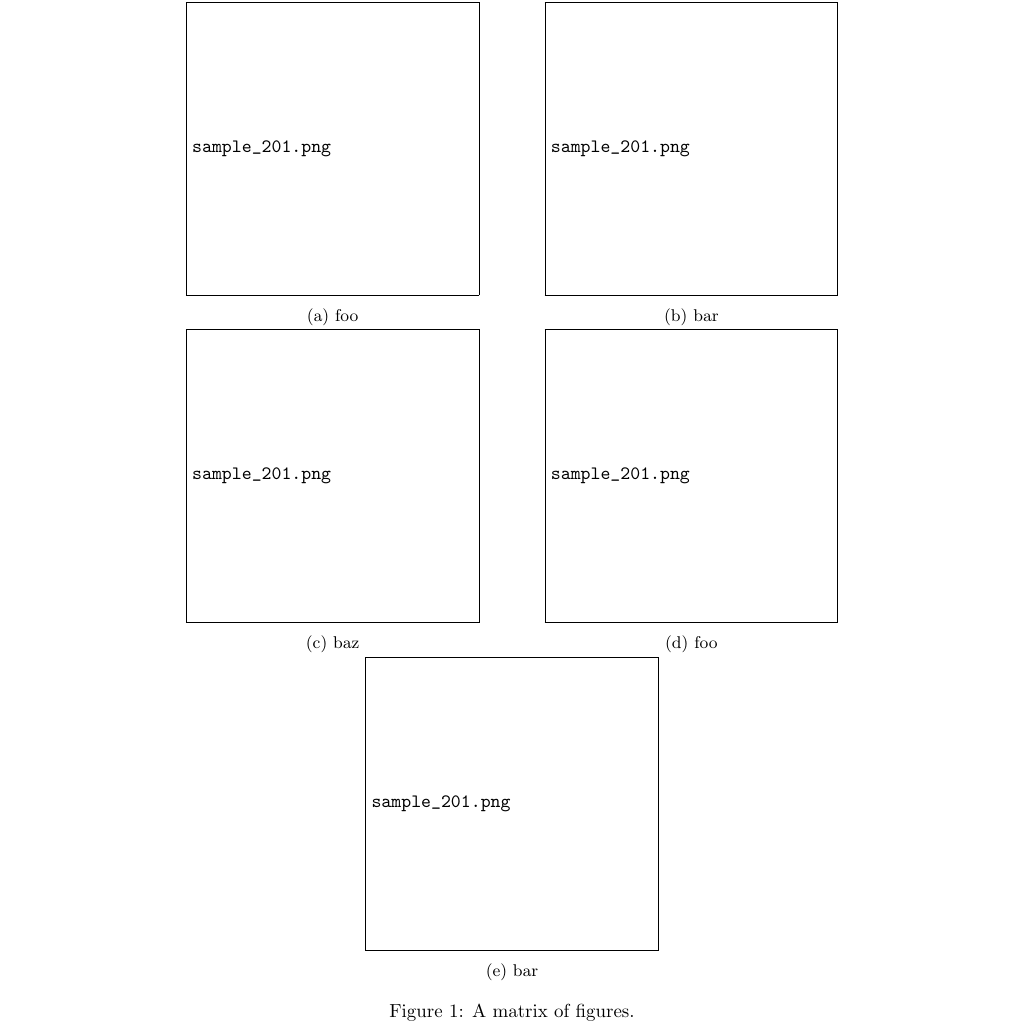 sample_201.png
sample_201.png
(a) foo
(b) bar
sample_201.png
sample_201.png
(c) baz
(d) foo
sample_201.png
(e) bar
Figure 1: A matrix of figures.